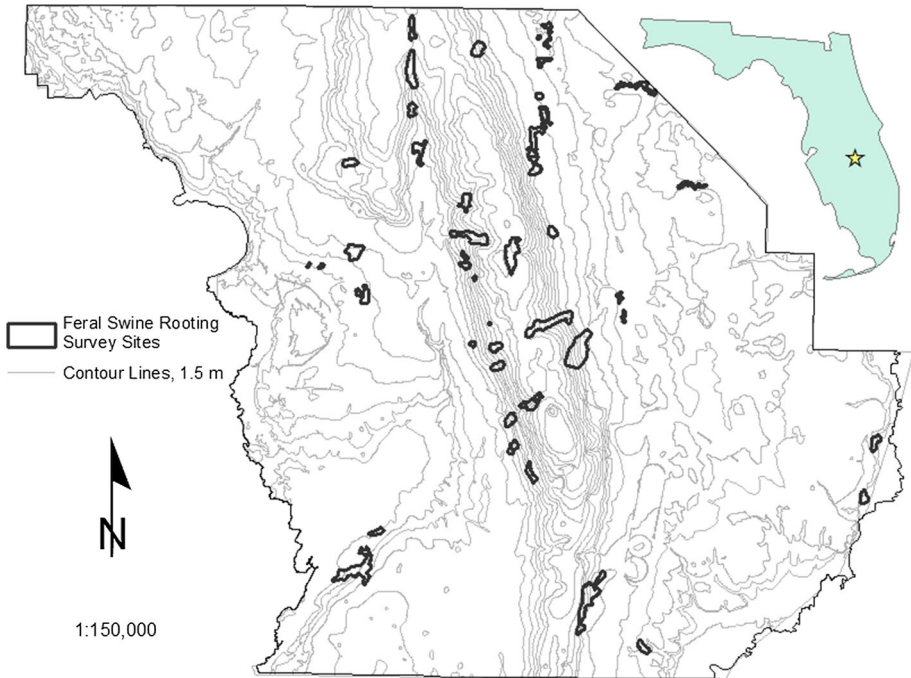 Feral Swine Rooting
Survey Sites
Contour Lines, 1.5 m
N
1:150,000